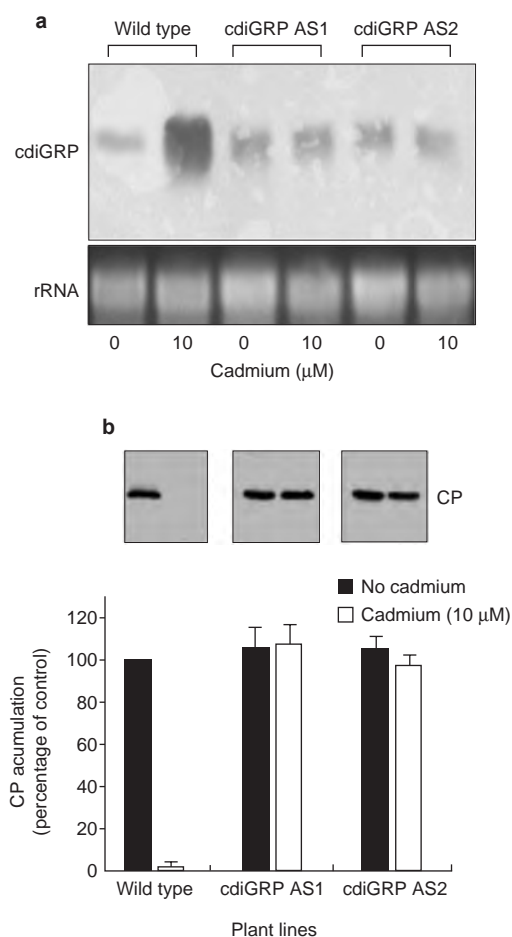 a
Wild type cdiGRP AS1 cdiGRP AS2
cdiGRP
rRNA
0 10 0 10 0 10
Cadmium (μM)
b
CP
No cadmium
Cadmium (10 μM)
CP acumulation
(percentage of control)
120
100
80
60
40
20
0
Wild type cdiGRP AS1 cdiGRP AS2
Plant lines